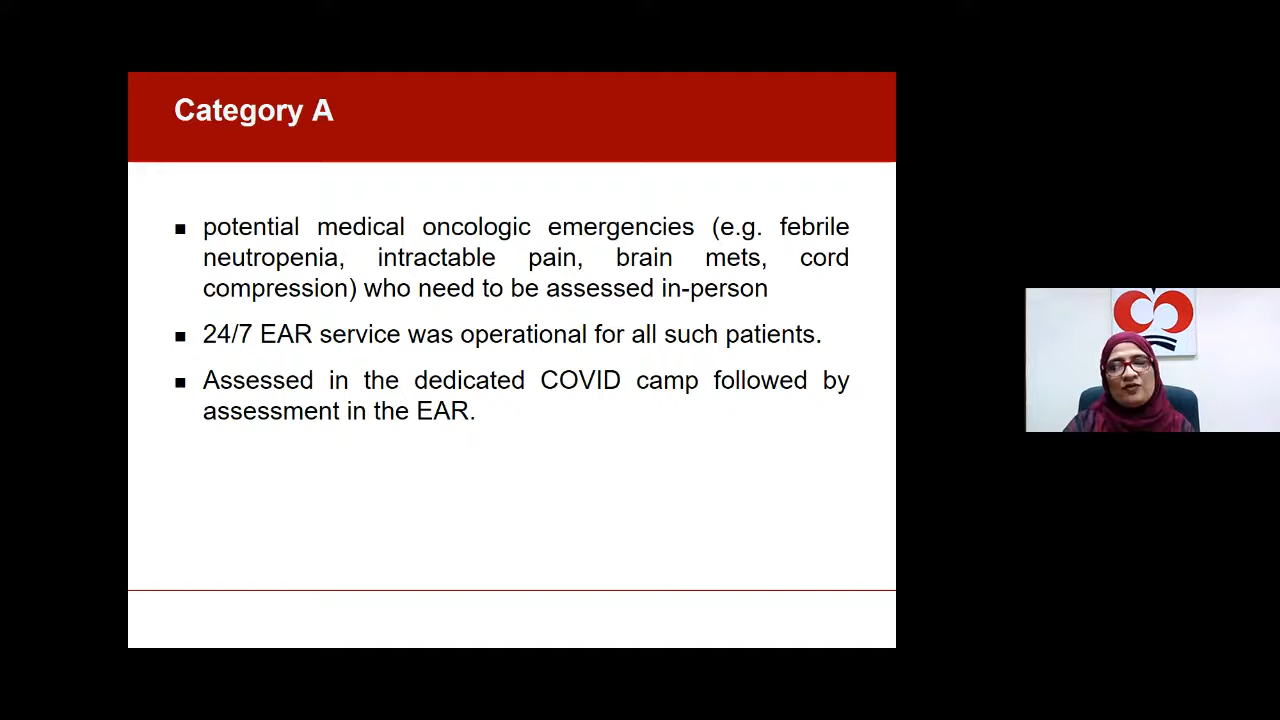 Category A
▪ potential medical oncologic emergencies (e.g. febrile
neutropenia, intractable pain, brain mets, cord
compression) who need to be assessed in-person
▪ 24/7 EAR service was operational for all such patients.
▪ Assessed in the dedicated COVID camp followed by
assessment in the EAR.